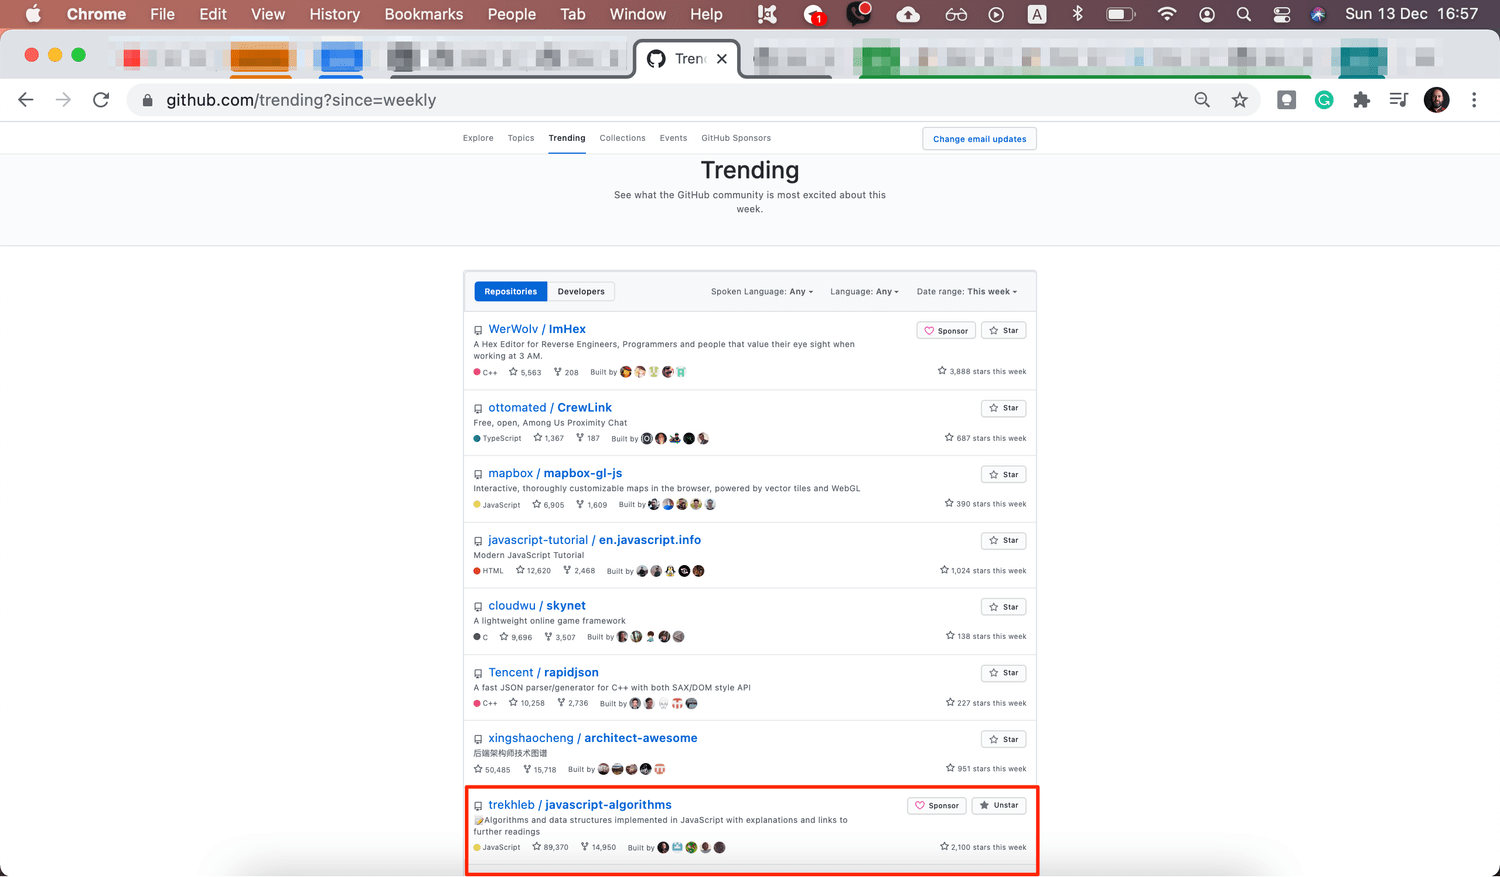 Chrome File Edit View History Bookmarks People Tab Window Help 1 A Sun 13 Dec 16:57
Tren
github.com/trending?since=weekly
Explore Topics Trending Collections Events GitHub Sponsors Change email updates
Trending
See what the GitHub community is most excited about this
week.
Repositories Developers Spoken Language: Any Language: Any Date range: This week
WerWolv / ImHex Sponsor Star
A Hex Editor for Reverse Engineers, Programmers and people that value their eye sight when
working at 3 AM.
C++ 5,563 208 Built by 3,888 stars this week
ottomated / CrewLink Star
Free, open, Among Us Proximity Chat
TypeScript 1,367 187 Built by 687 stars this week
mapbox / mapbox-gl-js Star
Interactive, thoroughly customizable maps in the browser, powered by vector tiles and WebGL
JavaScript 6,905 1,609 Built by 390 stars this week
javascript-tutorial / en.javascript.info Star
Modern JavaScript Tutorial
HTML 12,620 2,468 Built by 1,024 stars this week
cloudwu / skynet Star
A lightweight online game framework
C 9,696 3,507 Built by 138 stars this week
Tencent / rapidjson Star
A fast JSON parser/generator for C++ with both SAX/DOM style API
C++ 10,258 2,736 Built by 227 stars this week
xingshaocheng / architect-awesome Star
后端架构师技术图谱
50,485 15,718 Built by 951 stars this week
trekhleb / javascript-algorithms Sponsor Unstar
Algorithms and data structures implemented in JavaScript with explanations and links to
further readings
JavaScript 89,370 14,950 Built by 2,100 stars this week